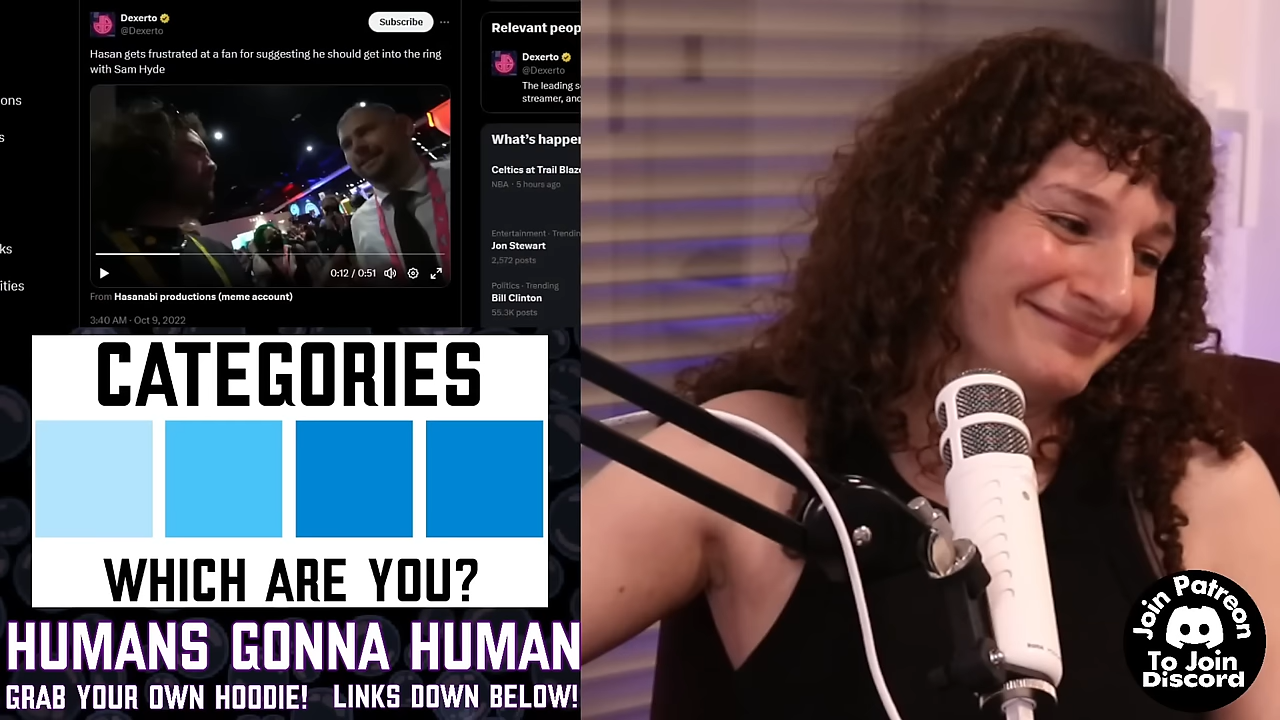 Dexerto
@Dexerto
Subscribe
Hasan gets frustrated at a fan for suggesting he should get into the ring
with Sam Hyde
0:12 / 0:51
From Hasanabi productions (meme account)
3:40 AM · Oct 9, 2022
ons
s
ks
ities
Relevant peop
Dexerto
@Dexerto
The leading s
streamer, and
What's happen
Celtics at Trail Blaze
NBA · 5 hours ago
Entertainment · Trending
Jon Stewart
2,572 posts
Politics · Trending
Bill Clinton
55.3K posts
CATEGORIES
WHICH ARE YOU?
HUMANS GONNA HUMAN
GRAB YOUR OWN HOODIE! LINKS DOWN BELOW!
Join Patreon
To Join
Discord